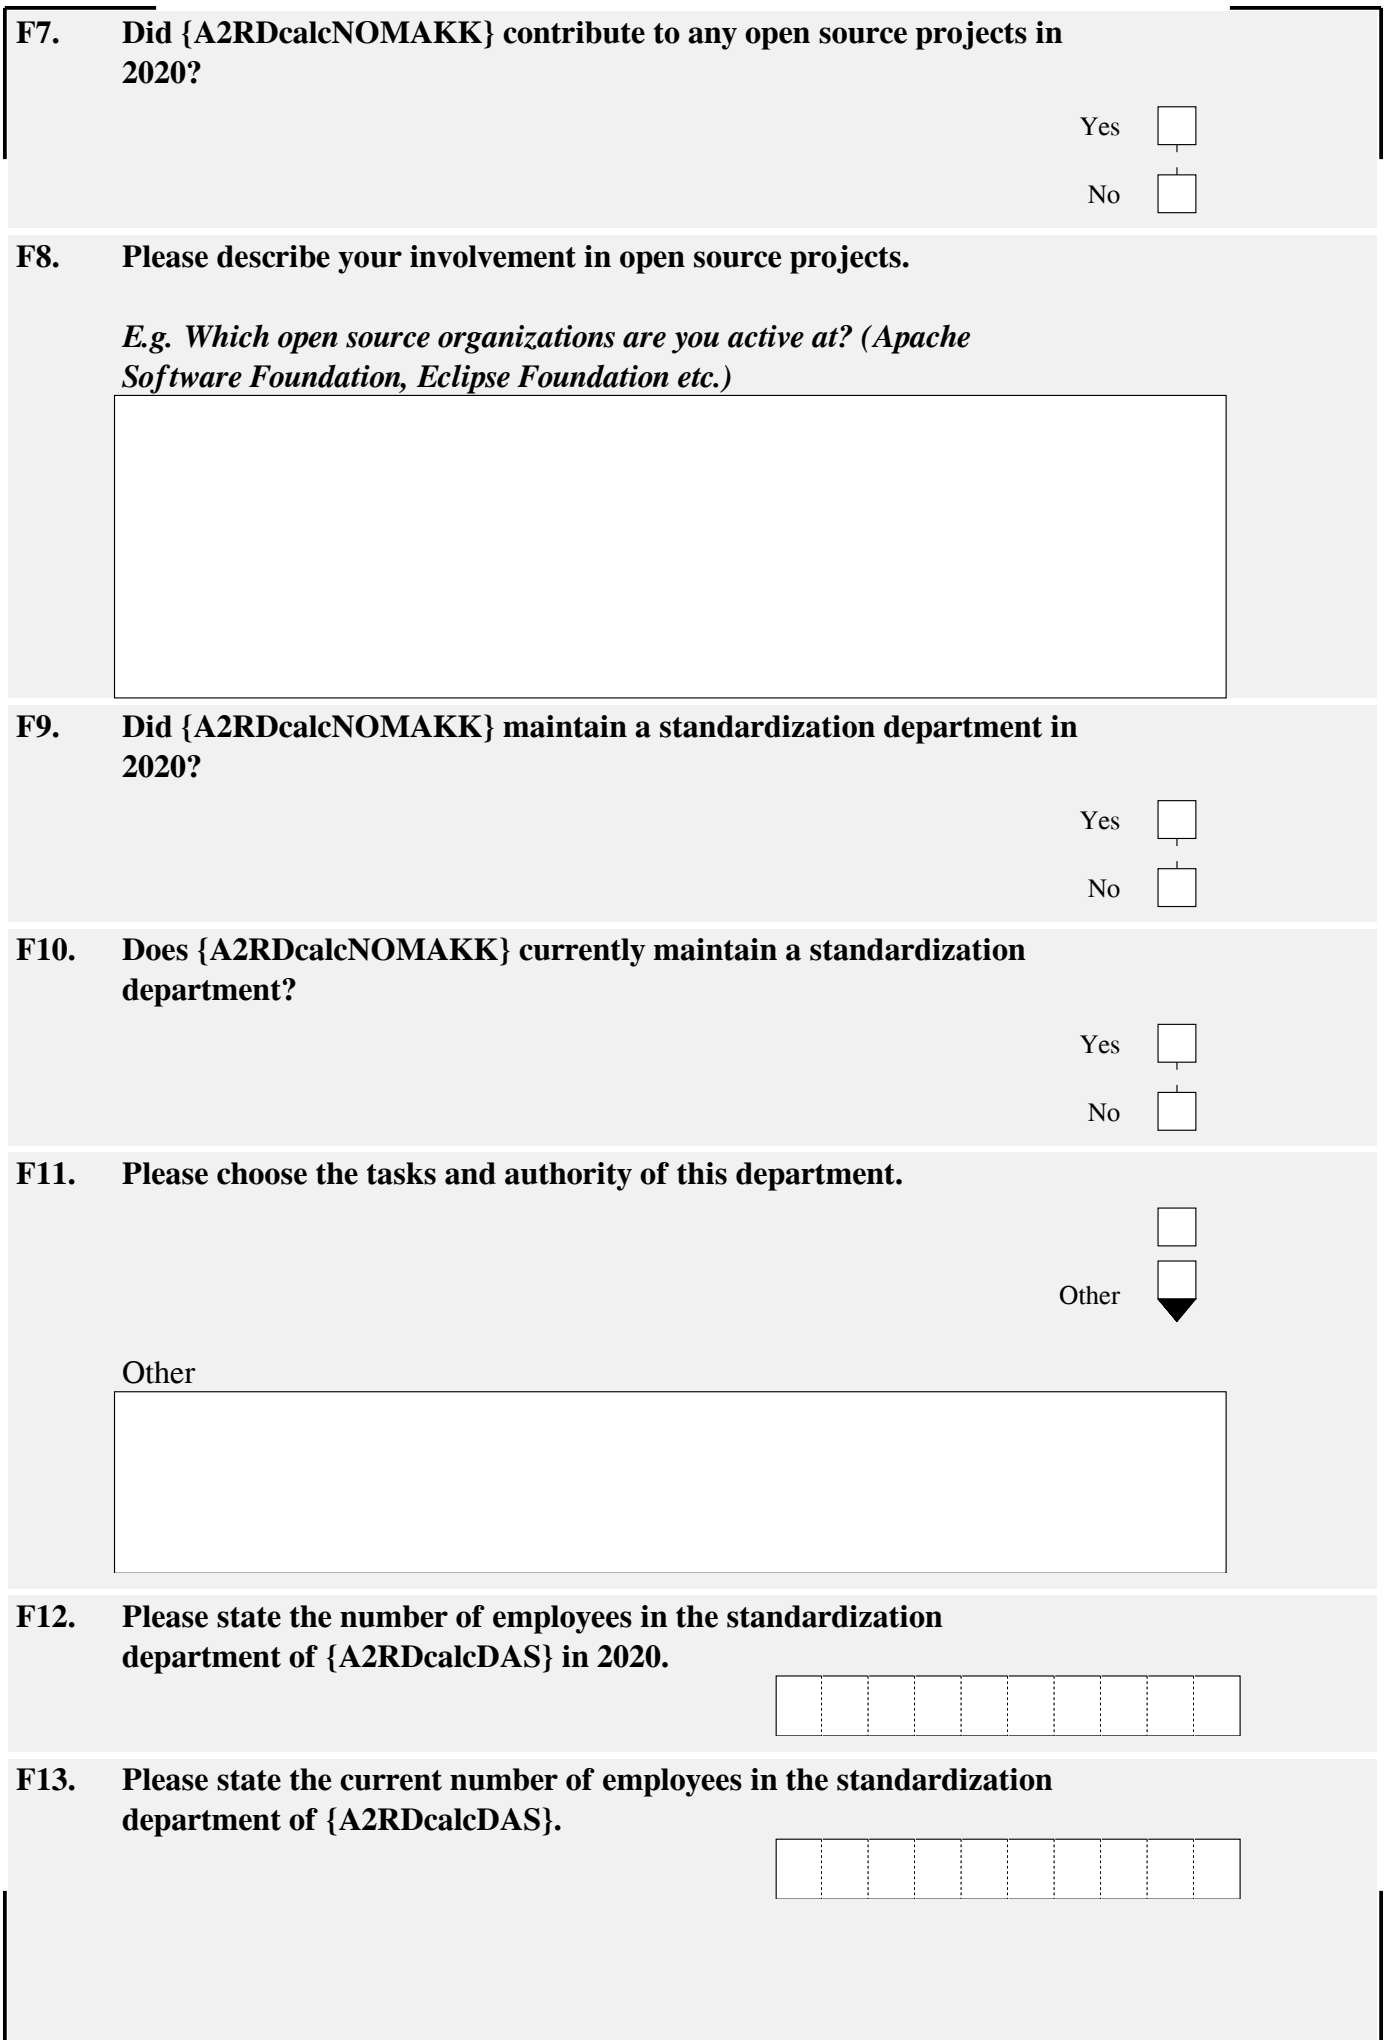 F7. Did {A2RDcalcNOMAKK} contribute to any open source projects in
2020?
Yes
No
F8. Please describe your involvement in open source projects.
E.g. Which open source organizations are you active at? (Apache
Software Foundation, Eclipse Foundation etc.)
F9. Did {A2RDcalcNOMAKK} maintain a standardization department in
2020?
Yes
No
F10. Does {A2RDcalcNOMAKK} currently maintain a standardization
department?
Yes
No
F11. Please choose the tasks and authority of this department.
Other
Other
F12. Please state the number of employees in the standardization
department of {A2RDcalcDAS} in 2020.
F13. Please state the current number of employees in the standardization
department of {A2RDcalcDAS}.